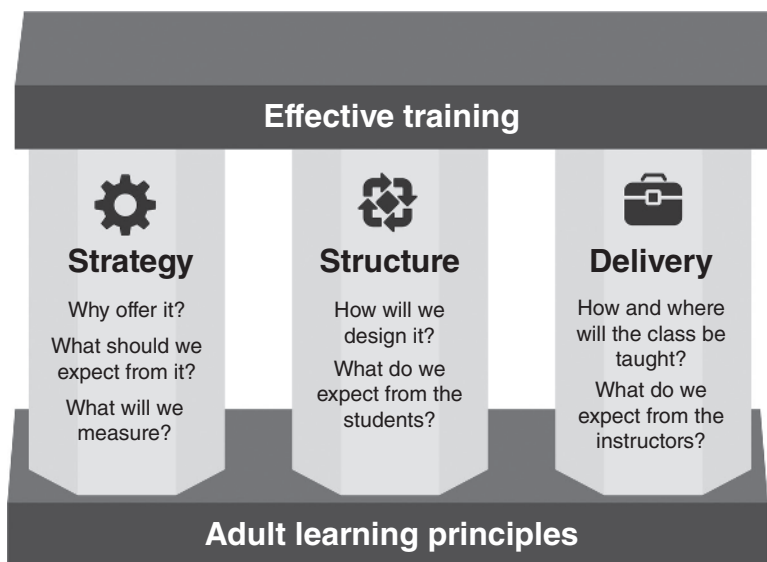 Effective training
Strategy
Why offer it?
What should we
expect from it?
What will we
measure?
Structure
How will we
design it?
What do we
expect from the
students?
Delivery
How and where
will the class be
taught?
What do we
expect from the
instructors?
Adult learning principles